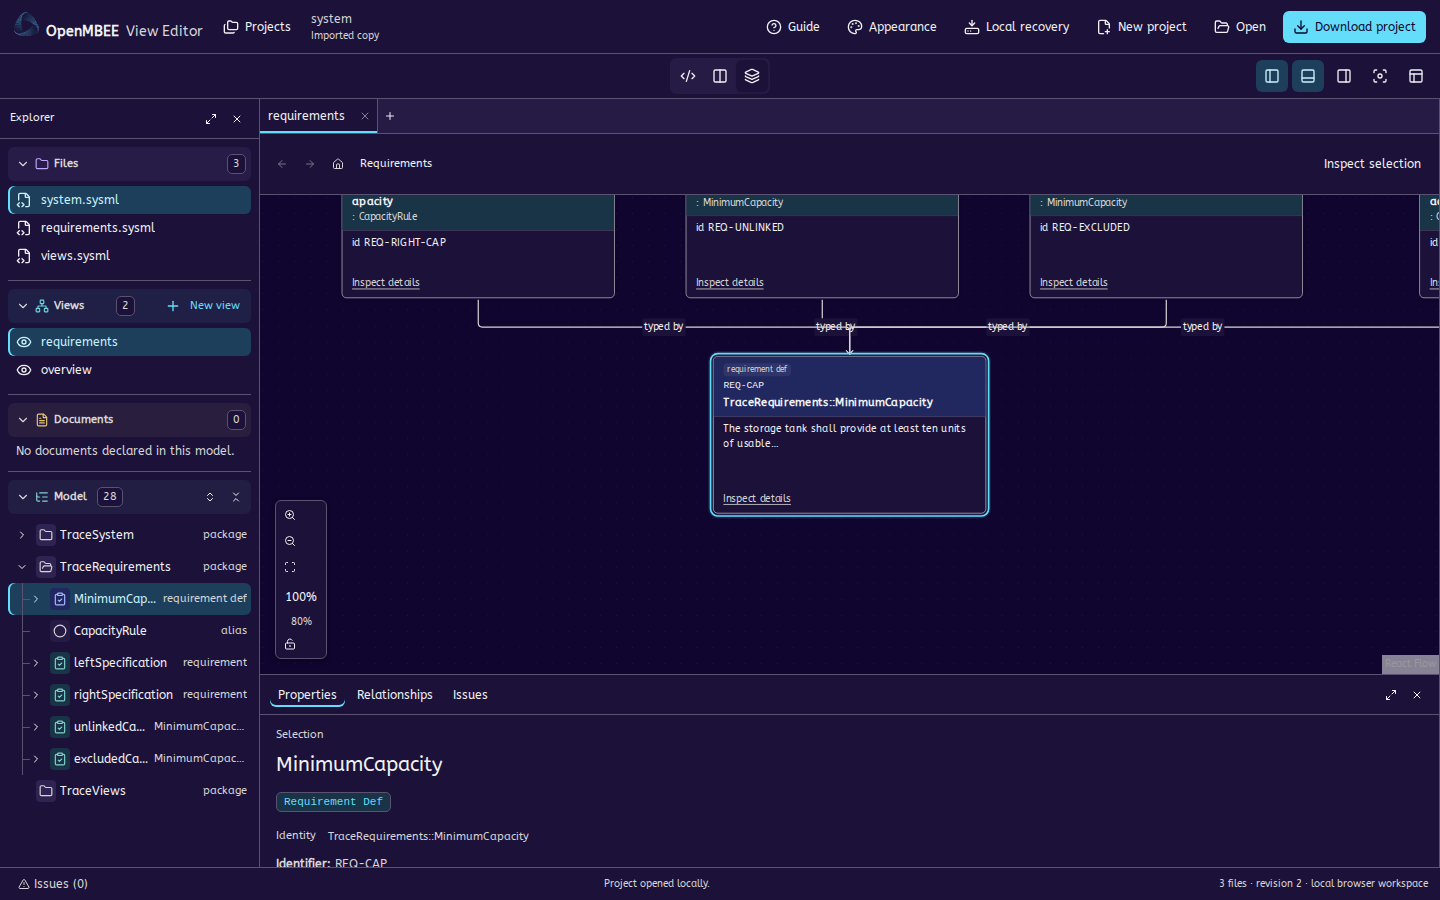 OpenMBEE View Editor
Projects
system
Imported copy
Guide
Appearance
Local recovery
New project
Open
Download project
Explorer
Files
3
system.sysml
requirements.sysml
views.sysml
Views
2
New view
requirements
overview
Documents
0
No documents declared in this model.
Model
28
TraceSystem package
TraceRequirements package
MinimumCap... requirement def
CapacityRule alias
leftSpecification requirement
rightSpecification requirement
unlinkedCa... MinimumCapac...
excludedCa... MinimumCapac...
TraceViews package
requirements
Requirements
Inspect selection
apacity
: CapacityRule
id REQ-RIGHT-CAP
Inspect details
: MinimumCapacity
id REQ-UNLINKED
Inspect details
: MinimumCapacity
id REQ-EXCLUDED
Inspect details
id
typed by
typed by
typed by
typed by
requirement def
REQ-CAP
TraceRequirements::MinimumCapacity
The storage tank shall provide at least ten units
of usable...
Inspect details
100%
80%
React Flow
Properties
Relationships
Issues
Selection
MinimumCapacity
Requirement Def
Identity TraceRequirements::MinimumCapacity
Identifier: REQ-CAP
Issues (0)
Project opened locally.
3 files · revision 2 · local browser workspace